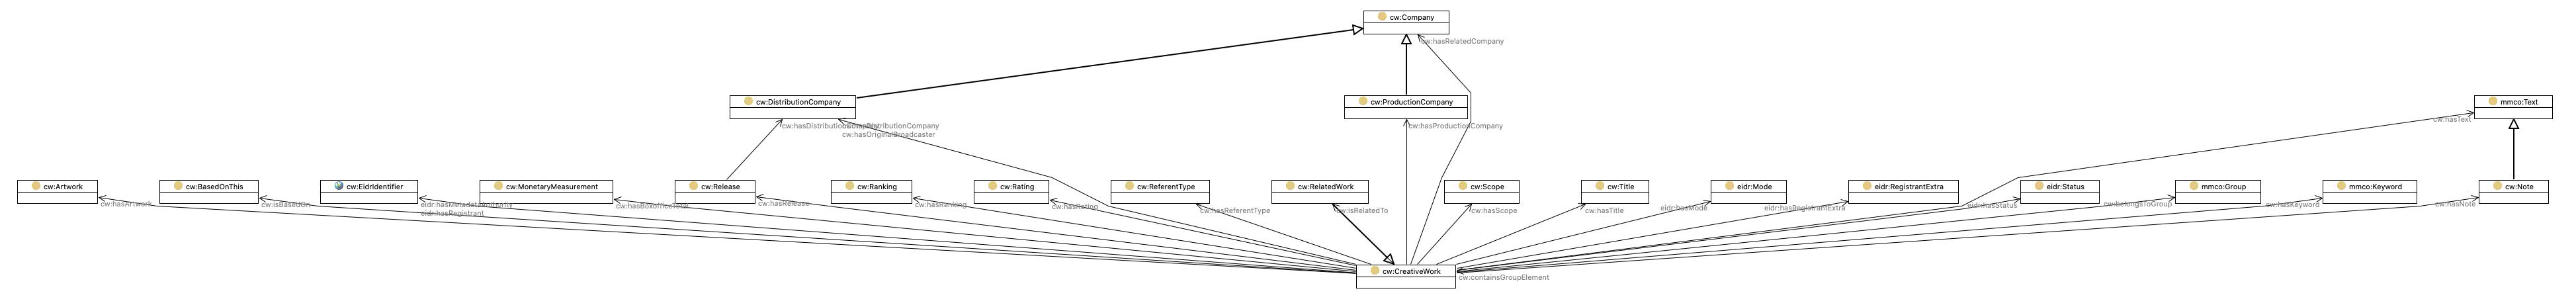 cw:Company
cw:hasRelatedCompany
cw:DistributionCompany
cw:ProductionCompany
mmco:Text
cw:hasDistributionCompany
cw:hasOriginalBroadcaster
cw:hasProductionCompany
cw:hasText
cw:Artwork
cw:BasedOnThis
cw:EidrIdentifier
cw:MonetaryMeasurement
cw:Release
cw:Ranking
cw:Rating
cw:ReferentType
cw:RelatedWork
cw:Scope
cw:Title
eidr:Mode
eidr:RegistrantExtra
eidr:Status
mmco:Group
mmco:Keyword
cw:Note
cw:hasArtwork
cw:isBasedOn
eidr:hasMetadataAuthority
eidr:hasRegistrant
cw:hasBoxofficeTotal
cw:hasRelease
cw:hasRanking
cw:hasRating
cw:hasReferentType
cw:isRelatedTo
cw:hasScope
cw:hasTitle
eidr:hasMode
eidr:hasRegistrantExtra
eidr:hasStatus
cw:belongsToGroup
cw:hasKeyword
cw:hasNote
cw:CreativeWork
cw:containsGroupElement